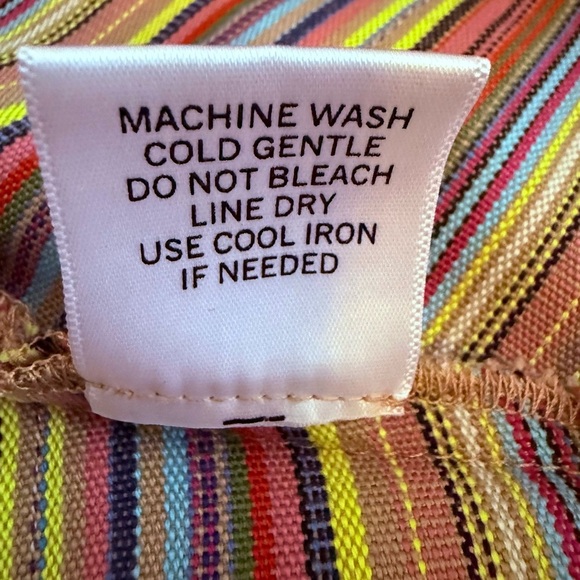 MACHINE WASH
COLD GENTLE
DO NOT BLEACH
LINE DRY
USE COOL IRON
IF NEEDED